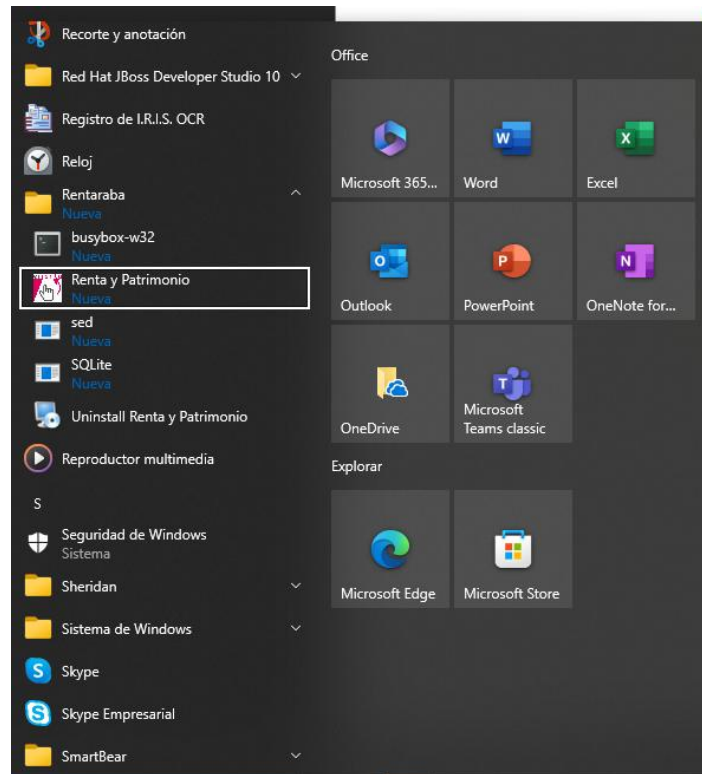 Recorte y anotación
Red Hat JBoss Developer Studio 10
Registro de I.R.I.S. OCR
Reloj
Rentaraba
Nueva
busybox-w32
Nueva
Renta y Patrimonio
Nueva
sed
Nueva
SQLite
Nueva
Uninstall Renta y Patrimonio
Reproductor multimedia
S
Seguridad de Windows
Sistema
Sheridan
Sistema de Windows
Skype
Skype Empresarial
SmartBear
Office
Microsoft 365...
Word
Excel
Outlook
PowerPoint
OneNote for...
OneDrive
Microsoft
Teams classic
Explorar
Microsoft Edge
Microsoft Store